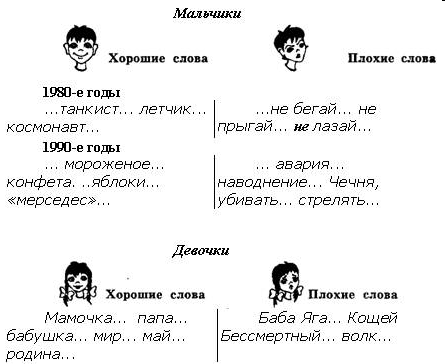 Мальчики
Хорошие слова
Плохие слова
1980-е годы
...танкист... летчик...
космонавт...
...не бегай... не
прыгай... не лазай...
1990-е годы
... мороженое...
конфета. ..яблоки...
«мерседес»...
... авария...
наводнение... Чечня,
убивать... стрелять...
Девочки
Хорошие слова
Плохие слова
Мамочка... папа...
бабушка... мир... май...
родина...
Баба Яга... Кощей
Бессмертный... волк...